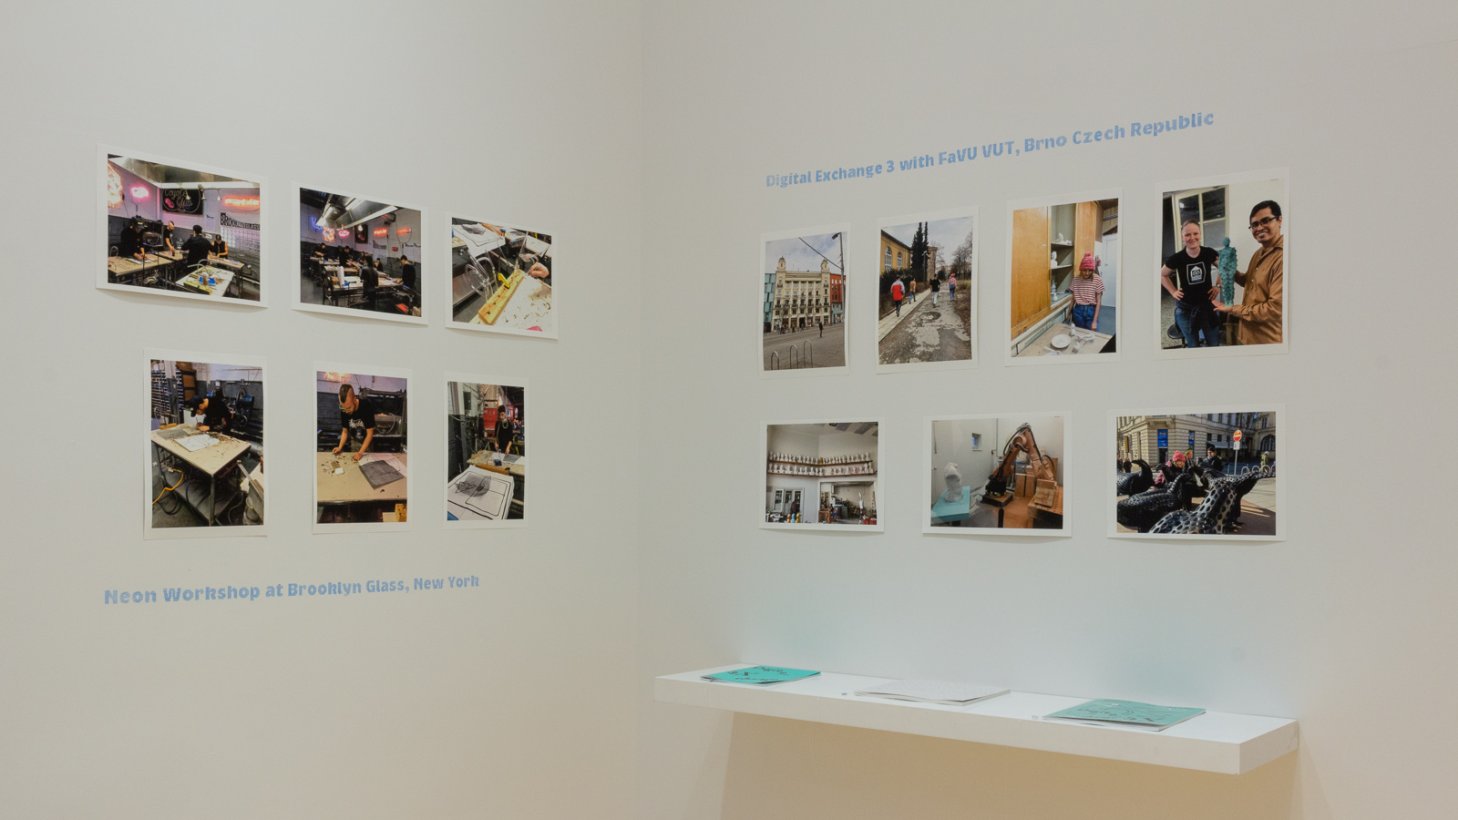 Neon Workshop at Brooklyn Glass, New York
Digital Exchange 3 with FaVU VUT, Brno Czech Republic